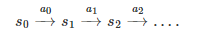 s₀ —a₀→ s₁ —a₁→ s₂ —a₂→ ....